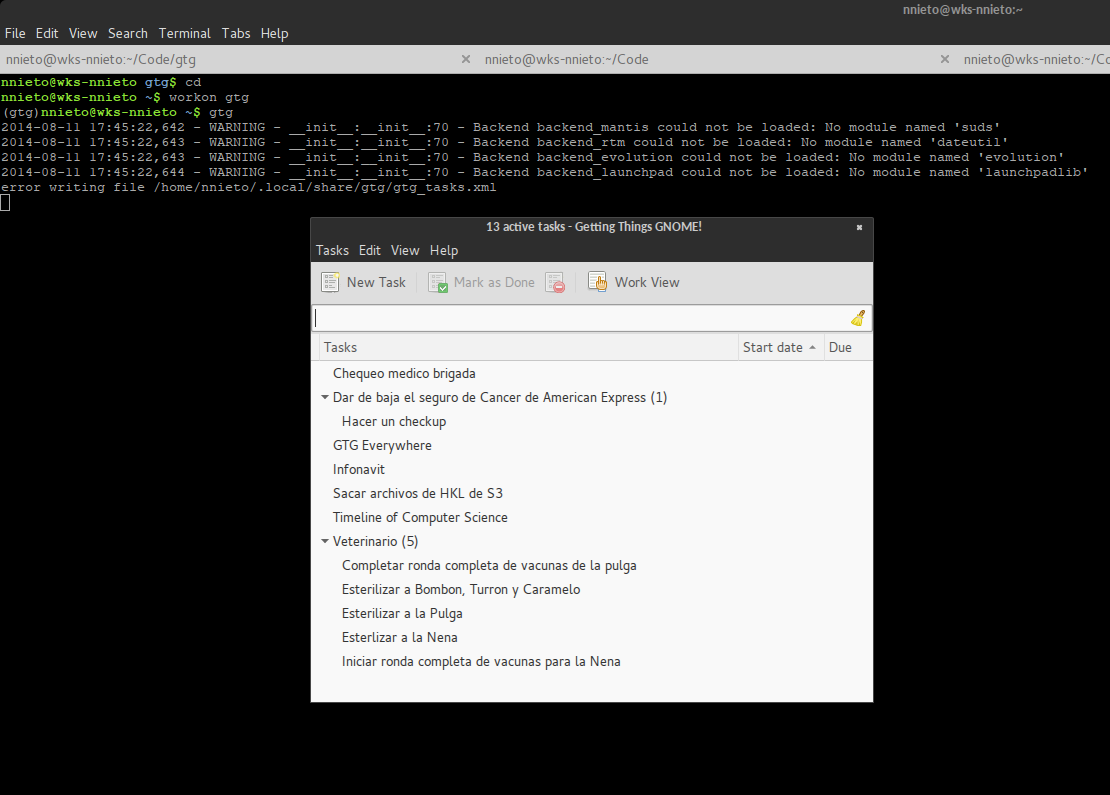 nnieto@wks-nnieto:~
File Edit View Search Terminal Tabs Help
nnieto@wks-nnieto:~/Code/gtg × nnieto@wks-nnieto:~/Code × nnieto@wks-nnieto:~/Co
nnieto@wks-nnieto gtg$ cd
nnieto@wks-nnieto ~$ workon gtg
(gtg)nnieto@wks-nnieto ~$ gtg
2014-08-11 17:45:22,642 - WARNING - __init__:__init__:70 - Backend backend_mantis could not be loaded: No module named 'suds'
2014-08-11 17:45:22,643 - WARNING - __init__:__init__:70 - Backend backend_rtm could not be loaded: No module named 'dateutil'
2014-08-11 17:45:22,643 - WARNING - __init__:__init__:70 - Backend backend_evolution could not be loaded: No module named 'evolution'
2014-08-11 17:45:22,644 - WARNING - __init__:__init__:70 - Backend backend_launchpad could not be loaded: No module named 'launchpadlib'
error writing file /home/nnieto/.local/share/gtg/gtg_tasks.xml
13 active tasks - Getting Things GNOME!
Tasks Edit View Help
New Task Mark as Done Work View
Tasks Start date Due
Chequeo medico brigada
Dar de baja el seguro de Cancer de American Express (1)
Hacer un checkup
GTG Everywhere
Infonavit
Sacar archivos de HKL de S3
Timeline of Computer Science
Veterinario (5)
Completar ronda completa de vacunas de la pulga
Esterilizar a Bombon, Turron y Caramelo
Esterilizar a la Pulga
Esterlizar a la Nena
Iniciar ronda completa de vacunas para la Nena